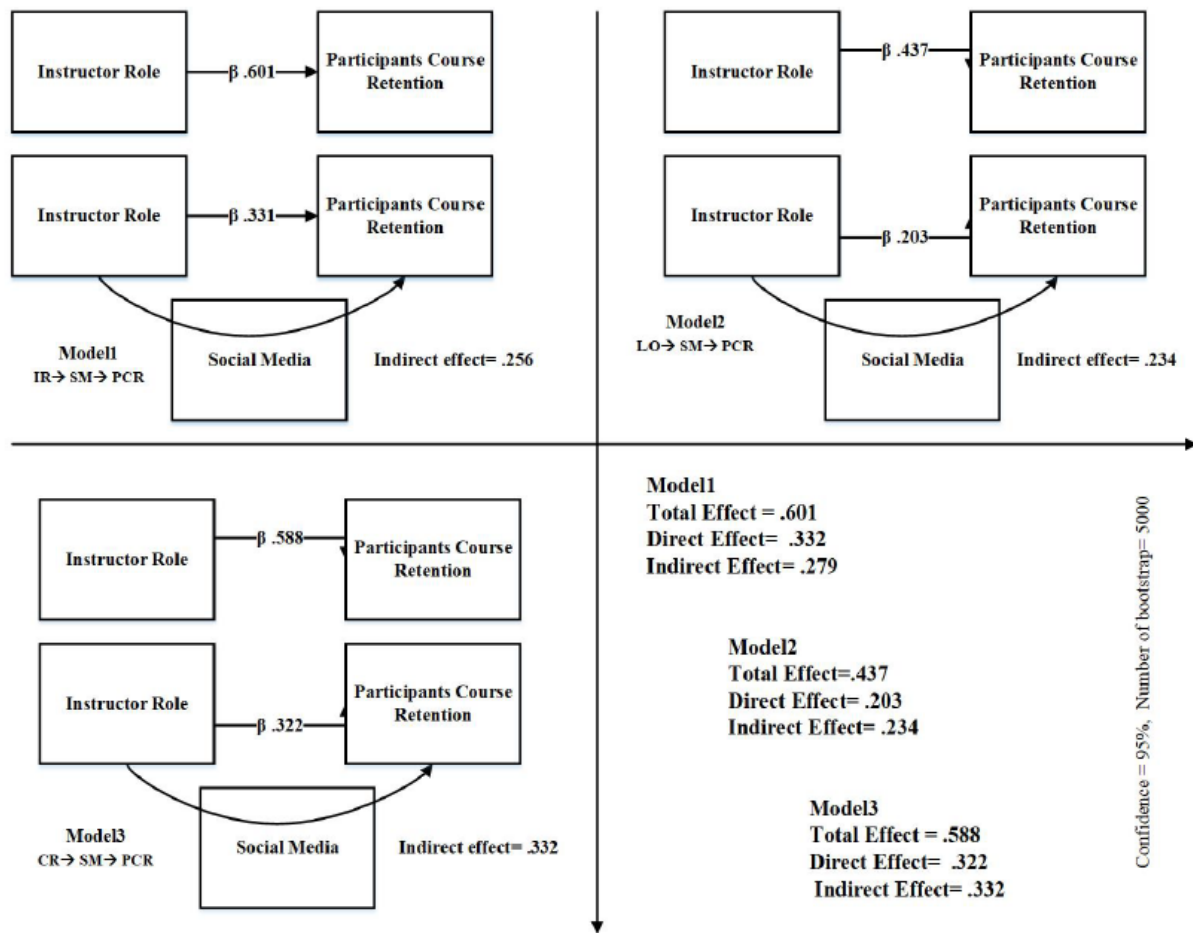 Instructor Role
β .601
Participants Course
Retention
Instructor Role
β .331
Participants Course
Retention
Model1
IR→ SM→ PCR
Social Media
Indirect effect= .256
Instructor Role
β .437
Participants Course
Retention
Instructor Role
β .203
Participants Course
Retention
Model2
LO→ SM→ PCR
Social Media
Indirect effect= .234
Instructor Role
β .588
Participants Course
Retention
Instructor Role
β .322
Participants Course
Retention
Model3
CR→ SM→ PCR
Social Media
Indirect effect= .332
Model1
Total Effect = .601
Direct Effect= .332
Indirect Effect= .279
Model2
Total Effect=.437
Direct Effect= .203
Indirect Effect= .234
Model3
Total Effect = .588
Direct Effect= .322
Indirect Effect= .332
Confidence = 95%, Number of bootstrap= 5000